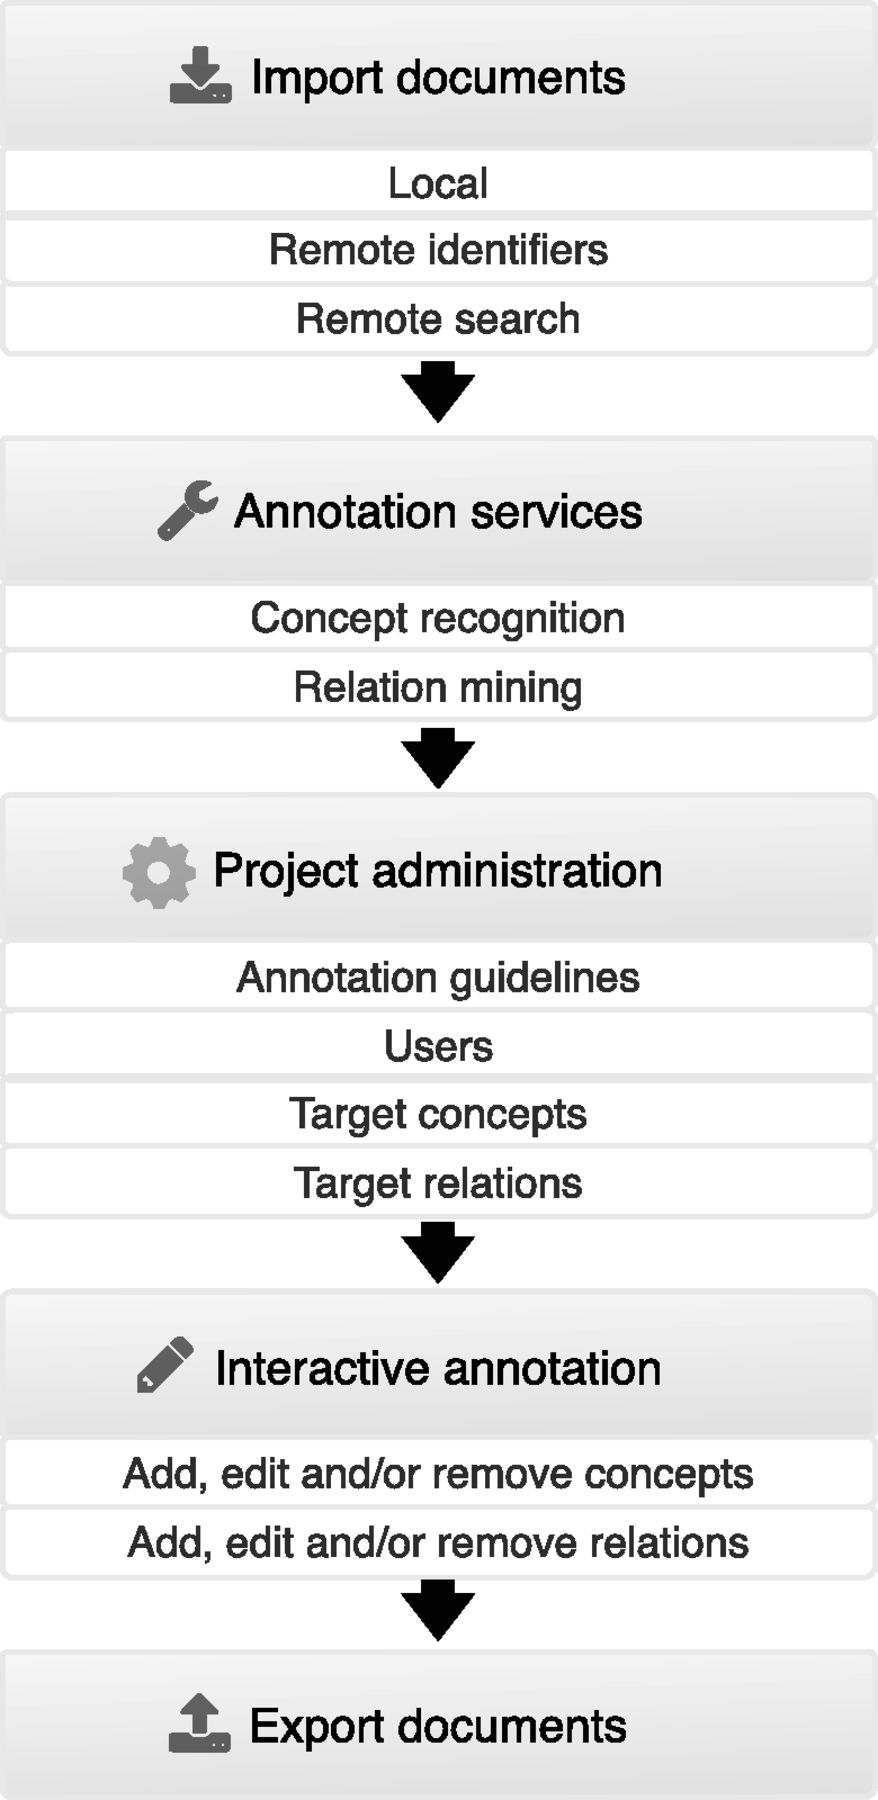 Import documents
Local
Remote identifiers
Remote search
Annotation services
Concept recognition
Relation mining
Project administration
Annotation guidelines
Users
Target concepts
Target relations
Interactive annotation
Add, edit and/or remove concepts
Add, edit and/or remove relations
Export documents